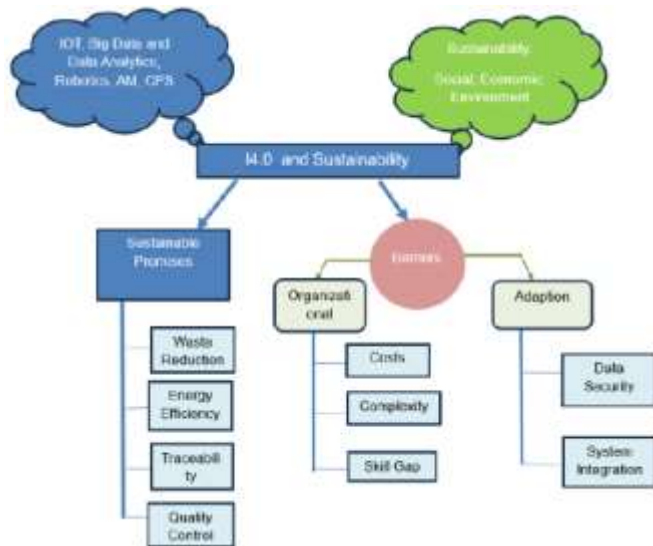 IOT, Big Data and
Data Analytics,
Robotics, AM, CPS
Sustainability:
Social, Economic,
Environment
I4.0 and Sustainability
Sustainable
Promises
Barriers
Organizati
onal
Adaption
Waste
Reduction
Energy
Efficiency
Traceabili
ty
Quality
Control
Costs
Complexity
Skill Gap
Data
Security
System
Integration